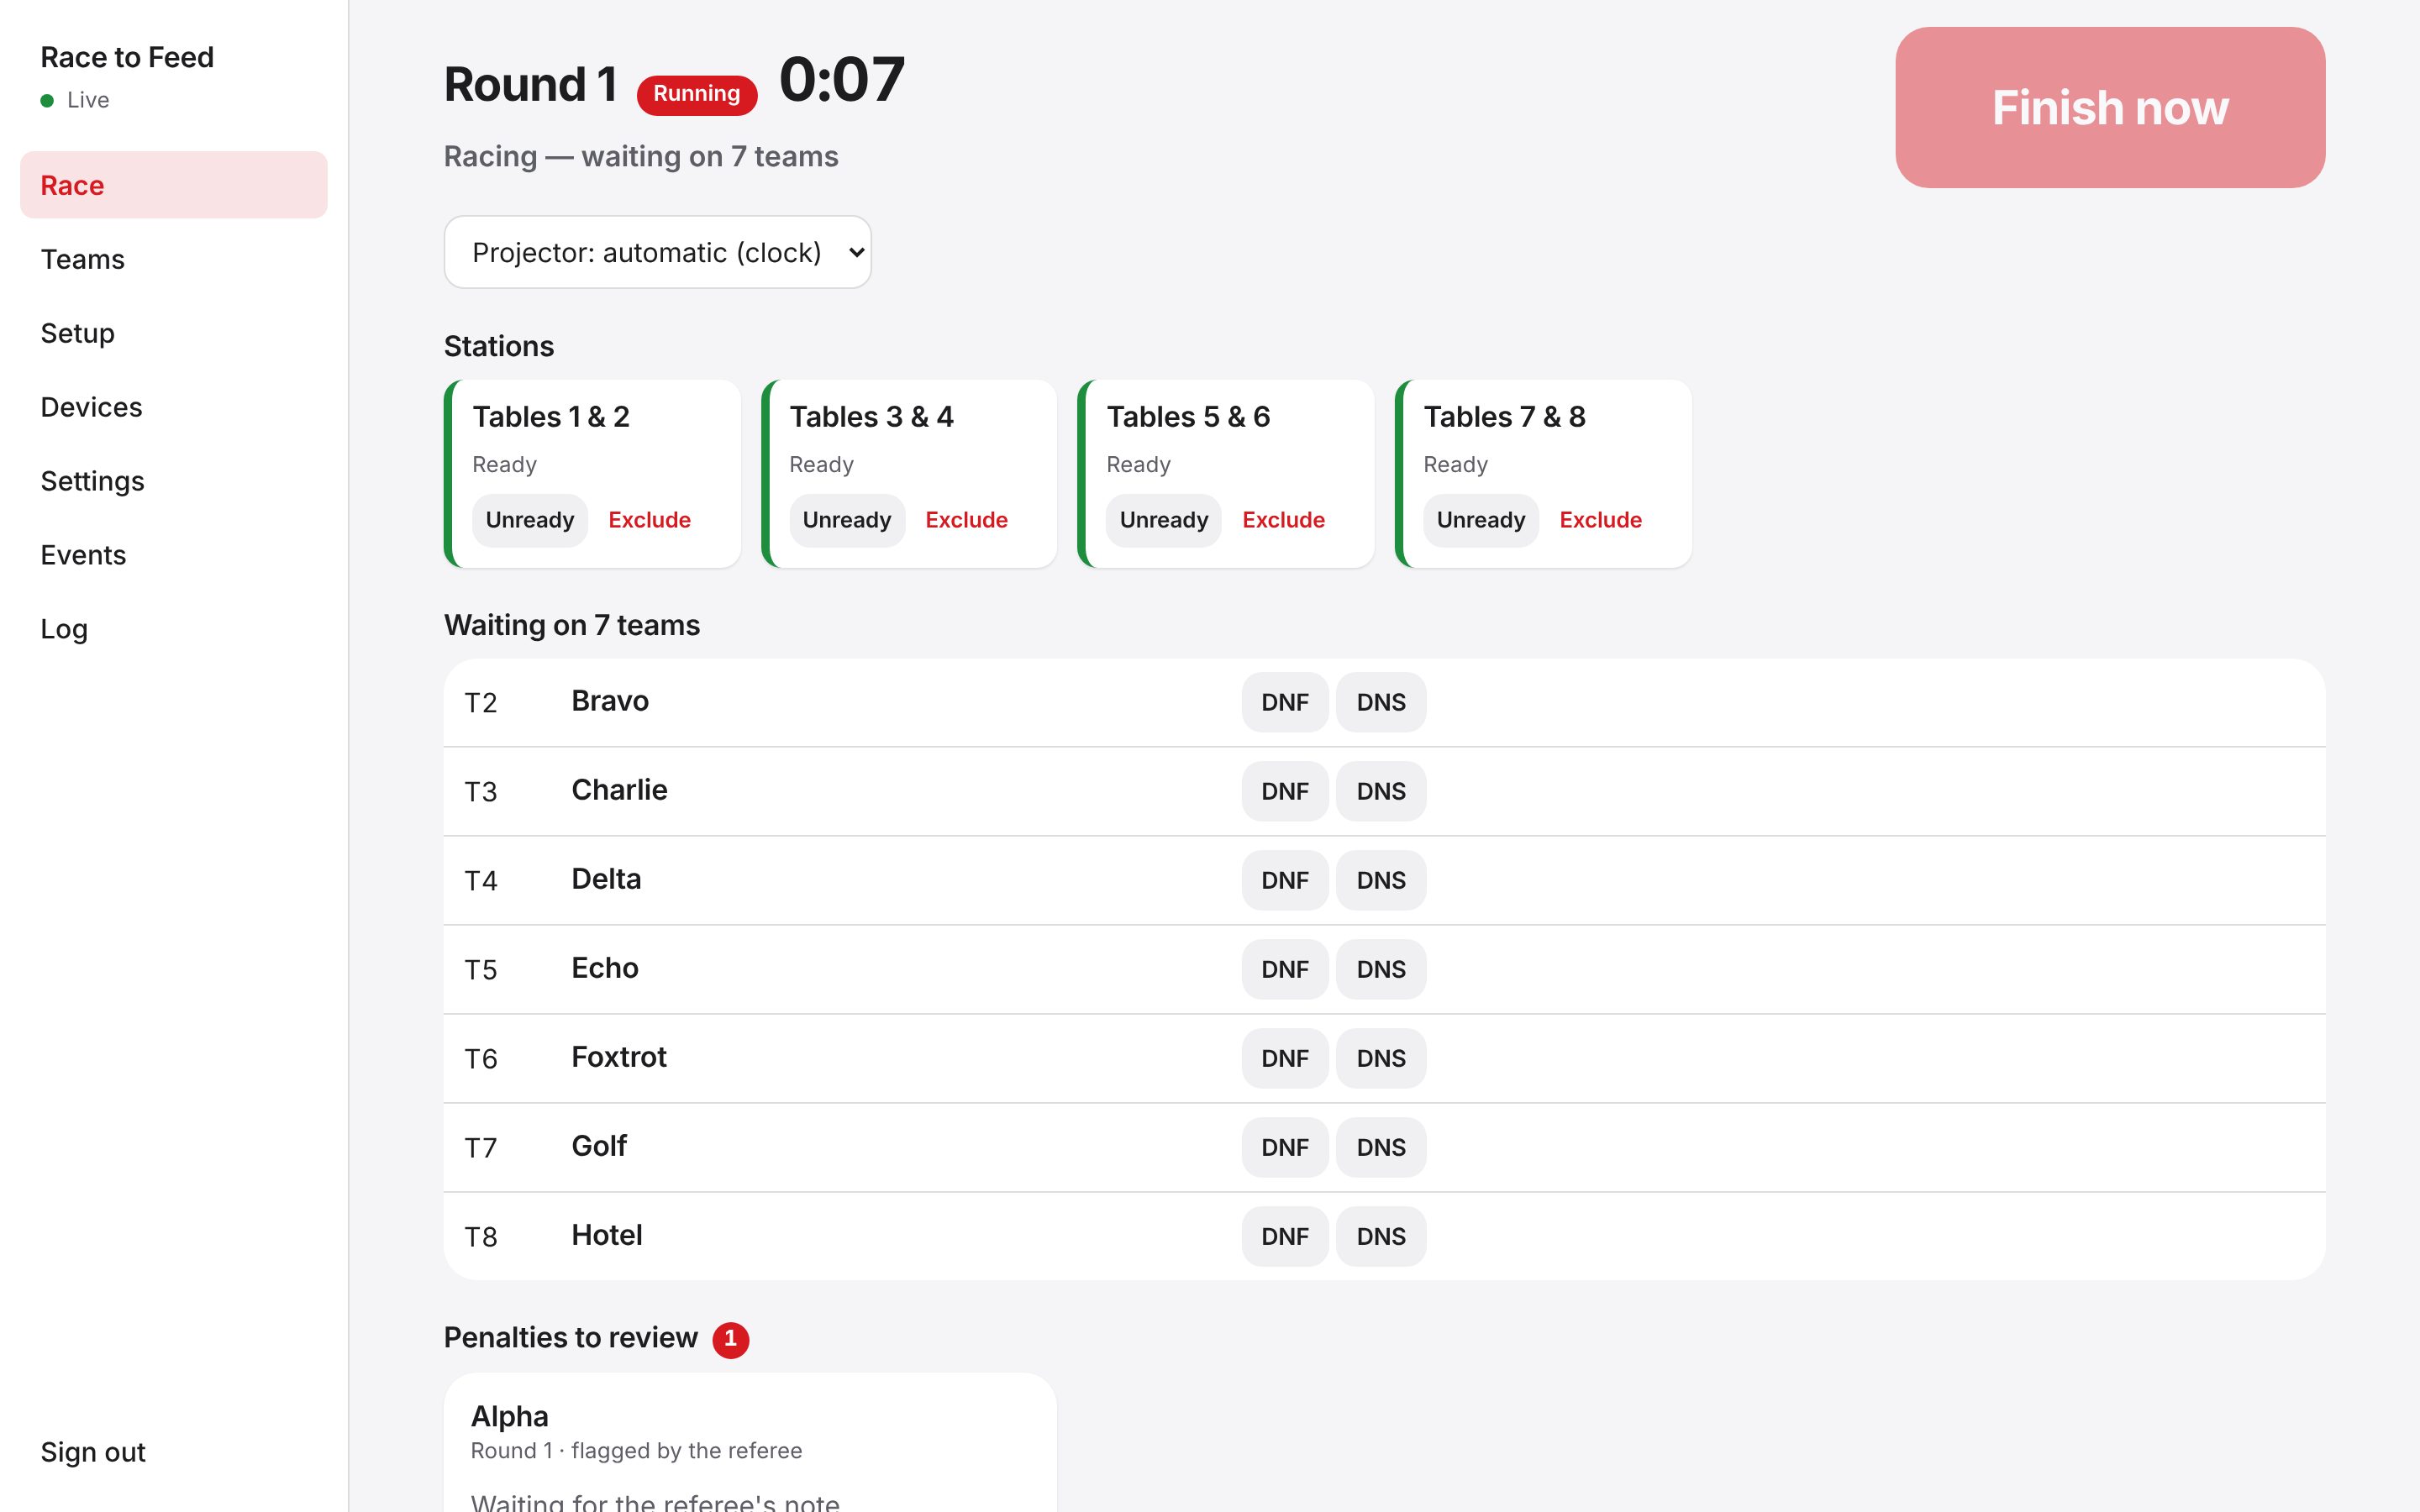 Race to Feed
Live
Race
Teams
Setup
Devices
Settings
Events
Log
Sign out
Round 1 Running 0:07
Finish now
Racing — waiting on 7 teams
Projector: automatic (clock)
Stations
Tables 1 & 2
Ready
Unready Exclude
Tables 3 & 4
Ready
Unready Exclude
Tables 5 & 6
Ready
Unready Exclude
Tables 7 & 8
Ready
Unready Exclude
Waiting on 7 teams
T2 Bravo DNF DNS
T3 Charlie DNF DNS
T4 Delta DNF DNS
T5 Echo DNF DNS
T6 Foxtrot DNF DNS
T7 Golf DNF DNS
T8 Hotel DNF DNS
Penalties to review 1
Alpha
Round 1 · flagged by the referee
Waiting for the referee's note